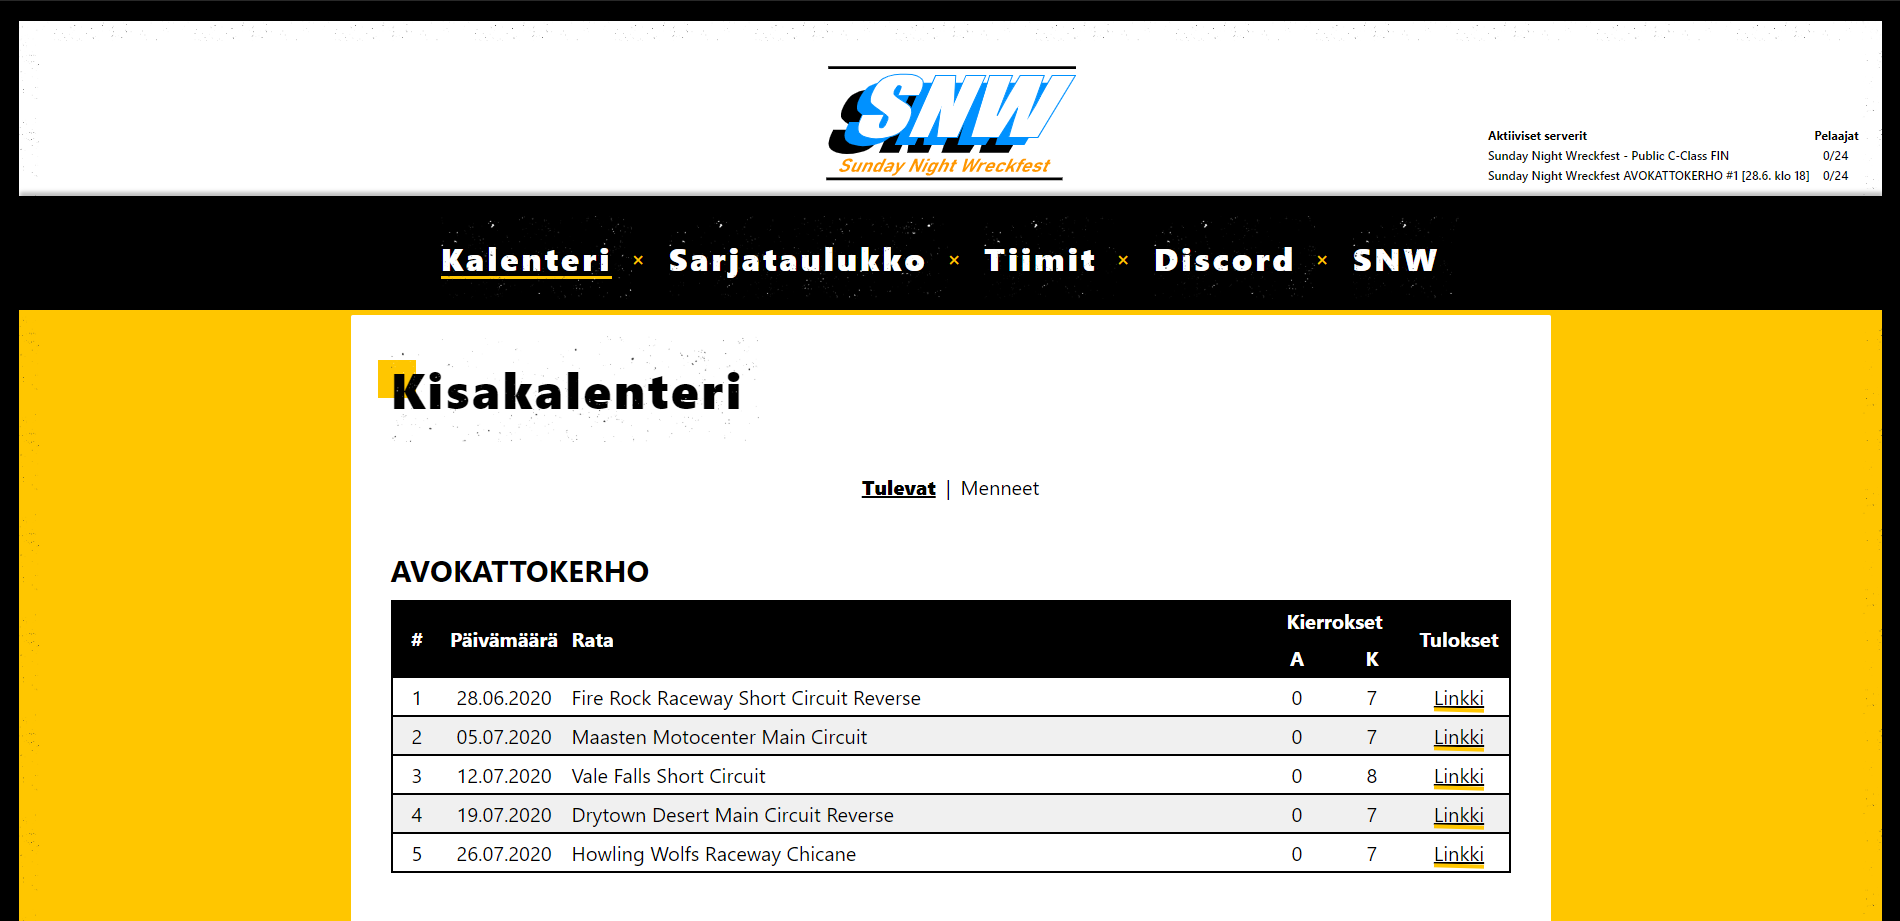 SNW
Sunday Night Wreckfest
Aktiiviset serverit Pelaajat
Sunday Night Wreckfest - Public C-Class FIN 0/24
Sunday Night Wreckfest AVOKATTOKERHO #1 [28.6. klo 18] 0/24
Kalenteri × Sarjataulukko × Tiimit × Discord × SNW
Kisakalenteri
Tulevat | Menneet
AVOKATTOKERHO
# Päivämäärä Rata Kierrokset Tulokset
A K
1 28.06.2020 Fire Rock Raceway Short Circuit Reverse 0 7 Linkki
2 05.07.2020 Maasten Motocenter Main Circuit 0 7 Linkki
3 12.07.2020 Vale Falls Short Circuit 0 8 Linkki
4 19.07.2020 Drytown Desert Main Circuit Reverse 0 7 Linkki
5 26.07.2020 Howling Wolfs Raceway Chicane 0 7 Linkki